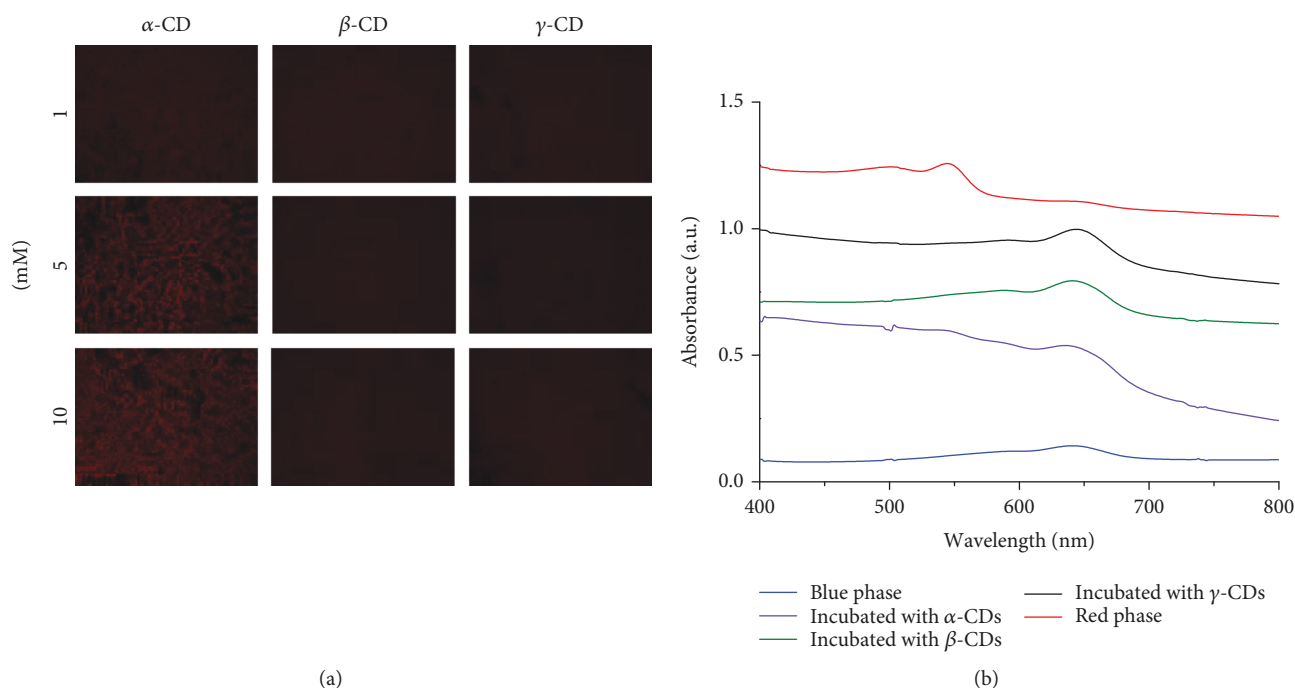 α-CD
β-CD
γ-CD
1
5
10
(mM)
(a)
1.5
1.0
0.5
0.0
Absorbance (a.u.)
400
500
600
700
800
Wavelength (nm)
Blue phase
Incubated with α-CDs
Incubated with β-CDs
Incubated with γ-CDs
Red phase
(b)